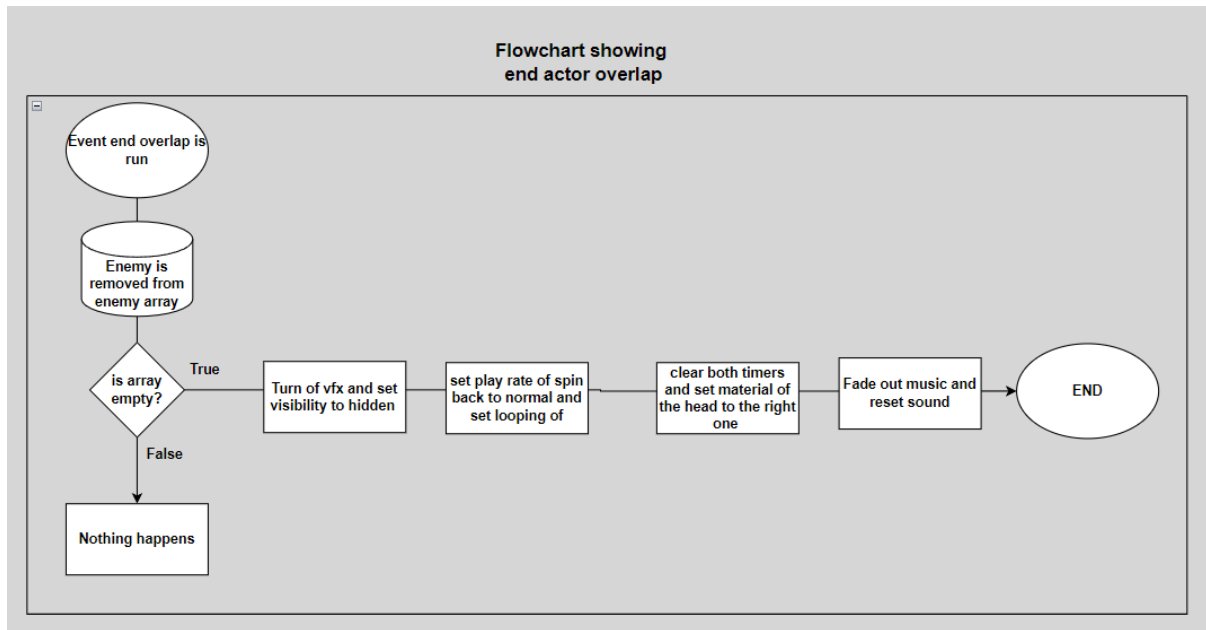 Flowchart showing
end actor overlap
Event end overlap is
run
Enemy is
removed from
enemy array
is array
empty?
True
False
Nothing happens
Turn of vfx and set
visibility to hidden
set play rate of spin
back to normal and
set looping of
clear both timers
and set material of
the head to the right
one
Fade out music and
reset sound
END